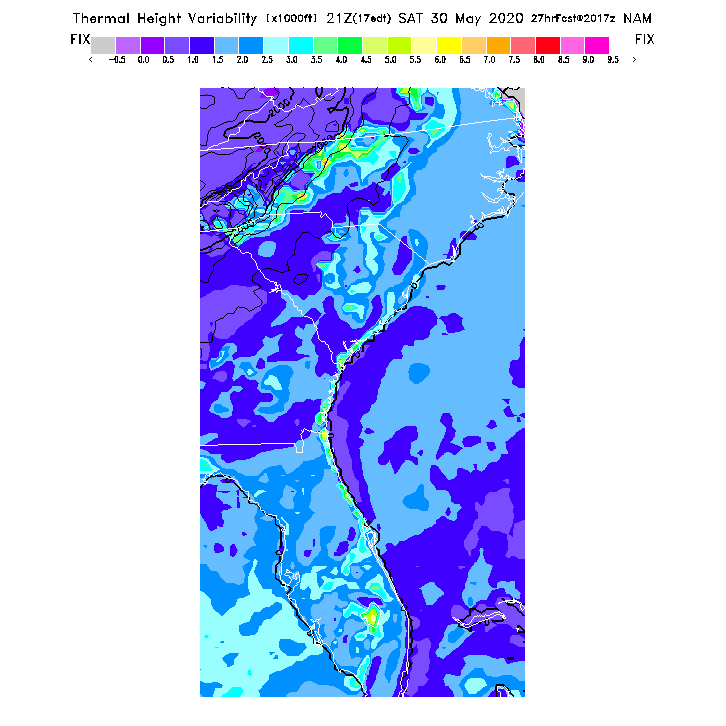 Thermal Height Variability [x1000ft] 21Z(17edt) SAT 30 May 2020 27hrFcst@2017z NAM
FIX FIX
< -0.5 0.0 0.5 1.0 1.5 2.0 2.5 3.0 3.5 4.0 4.5 5.0 5.5 6.0 6.5 7.0 7.5 8.0 8.5 9.0 9.5 >
2000